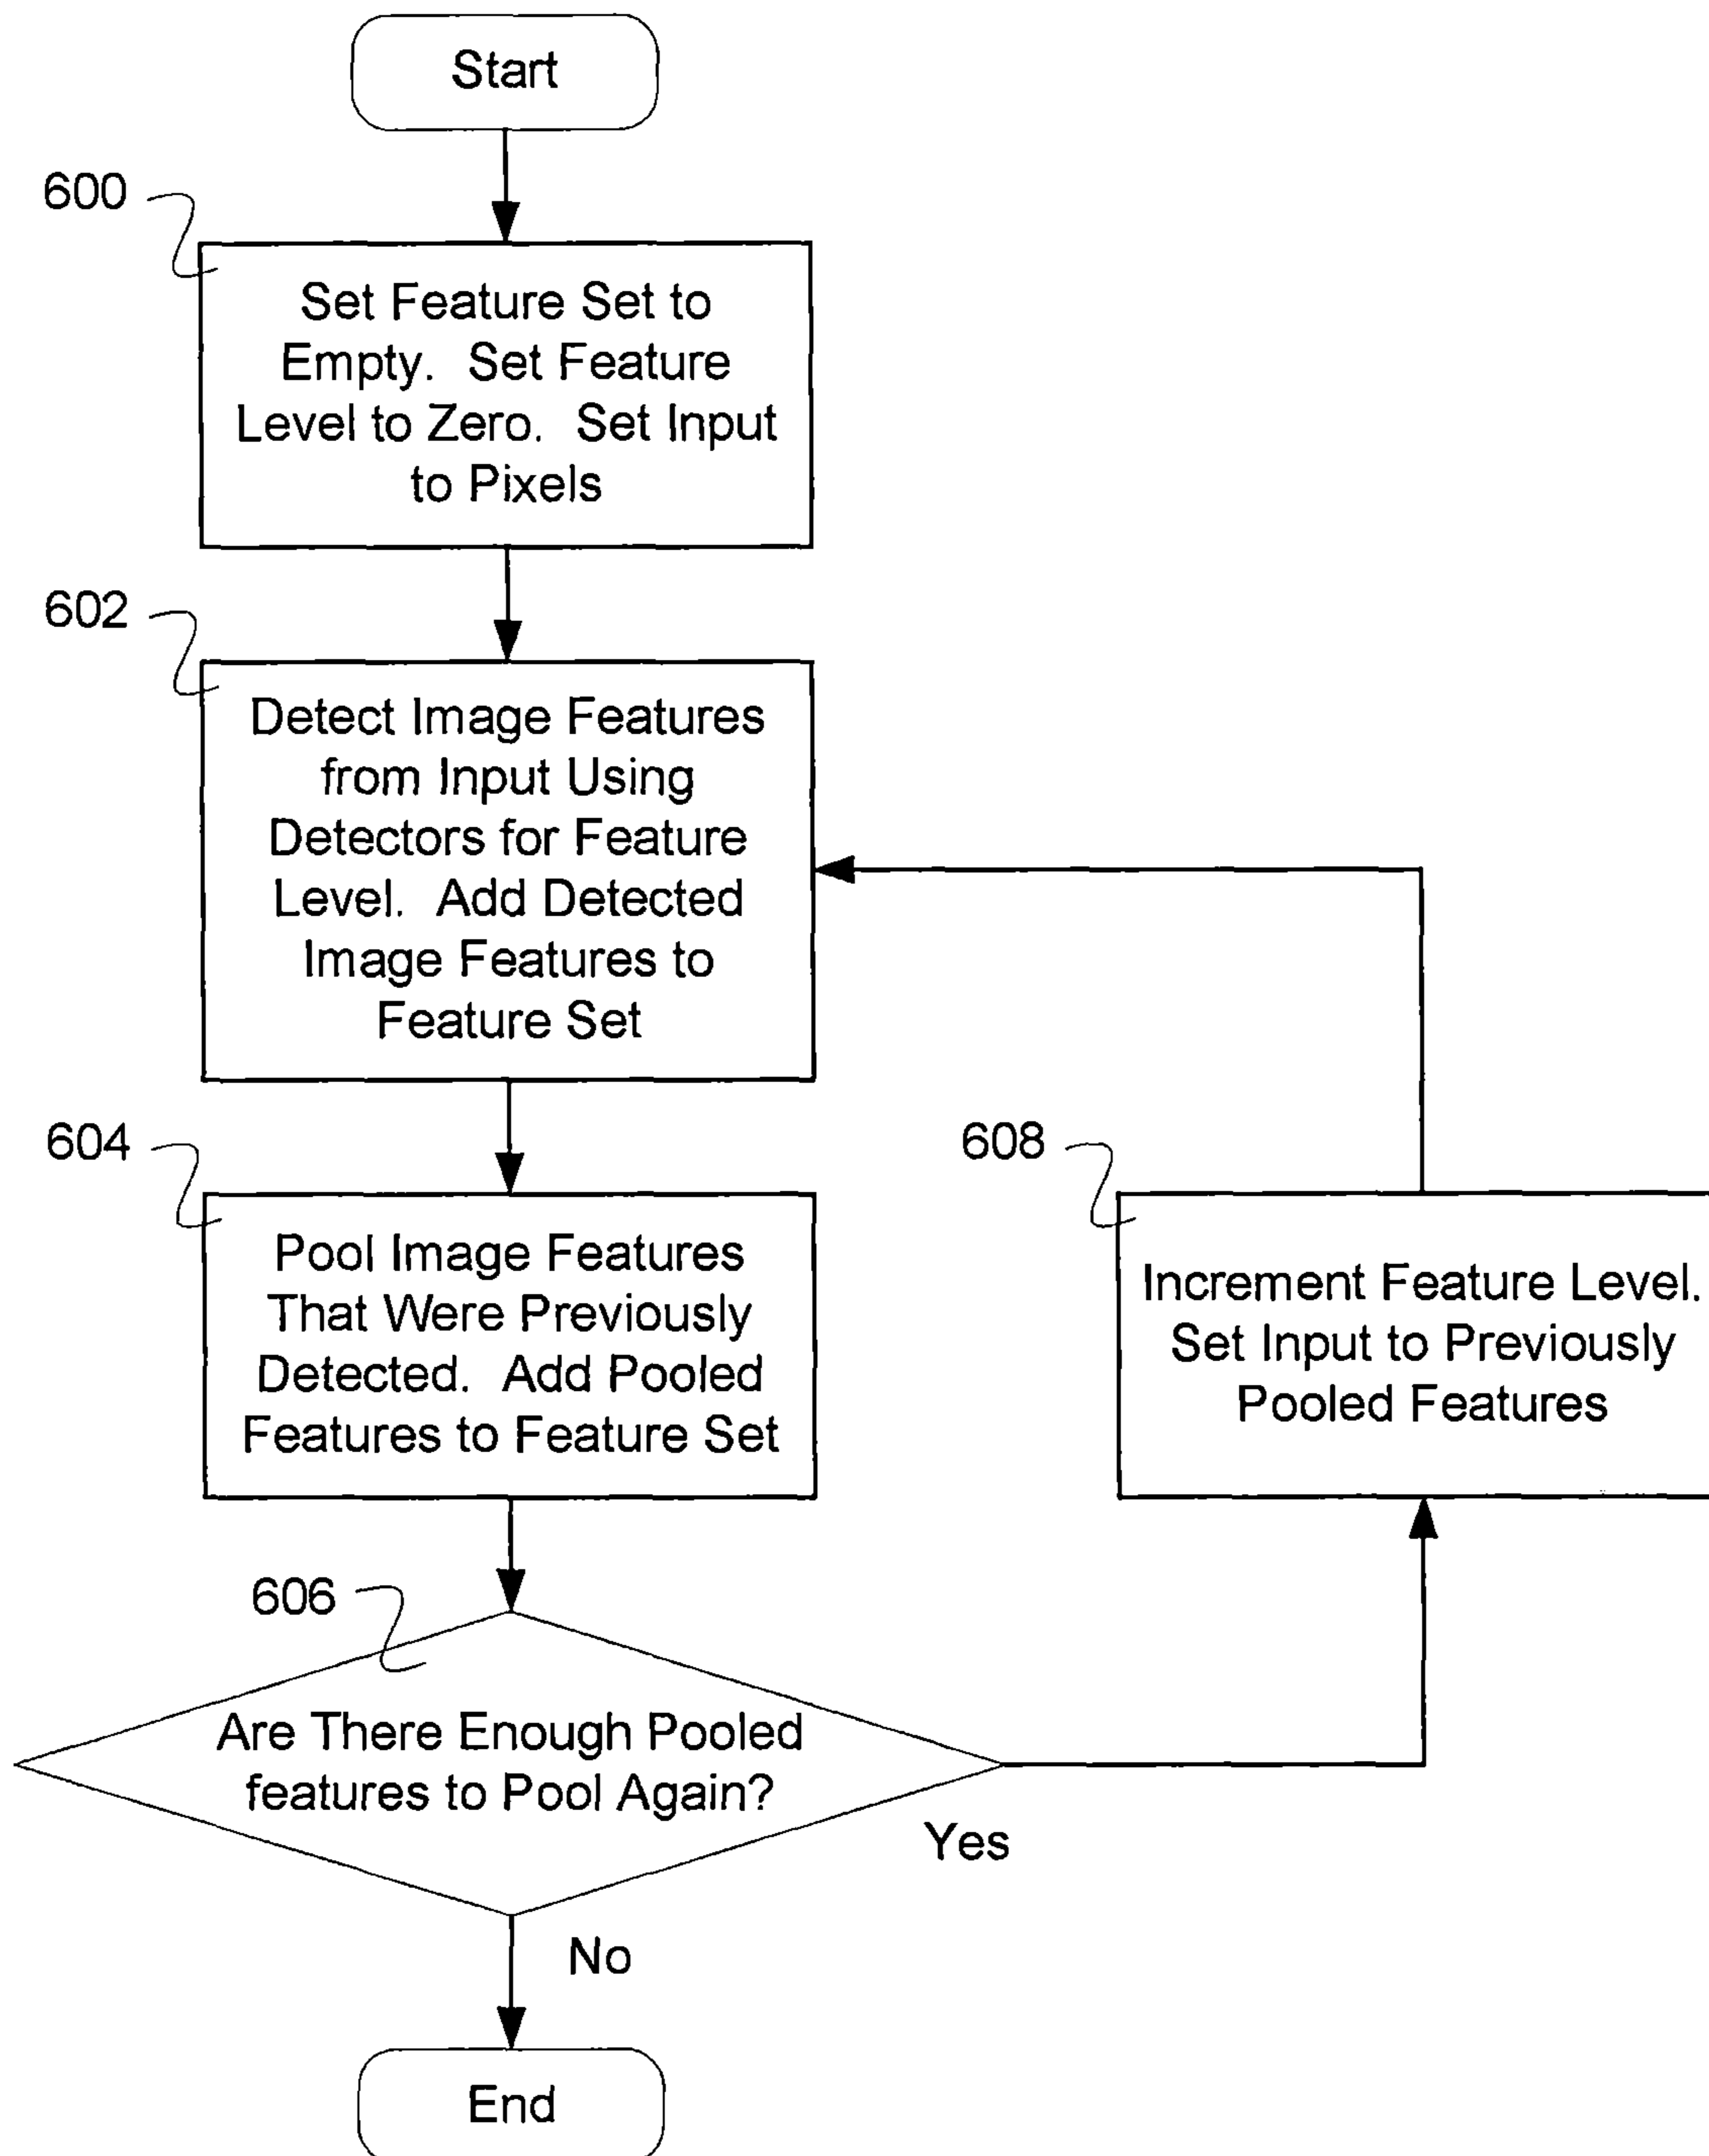 Start
600
Set Feature Set to
Empty. Set Feature
Level to Zero. Set Input
to Pixels
602
Detect Image Features
from Input Using
Detectors for Feature
Level. Add Detected
Image Features to
Feature Set
604
Pool Image Features
That Were Previously
Detected. Add Pooled
Features to Feature Set
608
Increment Feature Level.
Set Input to Previously
Pooled Features
606
Are There Enough Pooled
features to Pool Again?
Yes
No
End